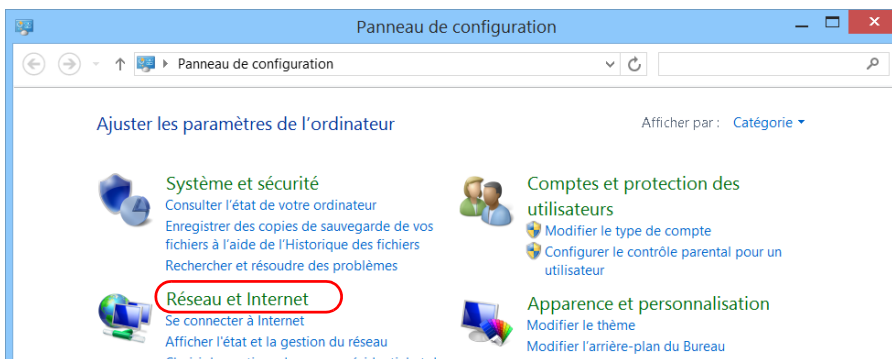 Panneau de configuration
Panneau de configuration
Ajuster les paramètres de l'ordinateur
Afficher par : Catégorie
Système et sécurité
Consulter l'état de votre ordinateur
Enregistrer des copies de sauvegarde de vos
fichiers à l'aide de l'Historique des fichiers
Rechercher et résoudre des problèmes
Réseau et Internet
Se connecter à Internet
Afficher l'état et la gestion du réseau
Comptes et protection des
utilisateurs
Modifier le type de compte
Configurer le contrôle parental pour un
utilisateur
Apparence et personnalisation
Modifier le thème
Modifier l'arrière-plan du Bureau